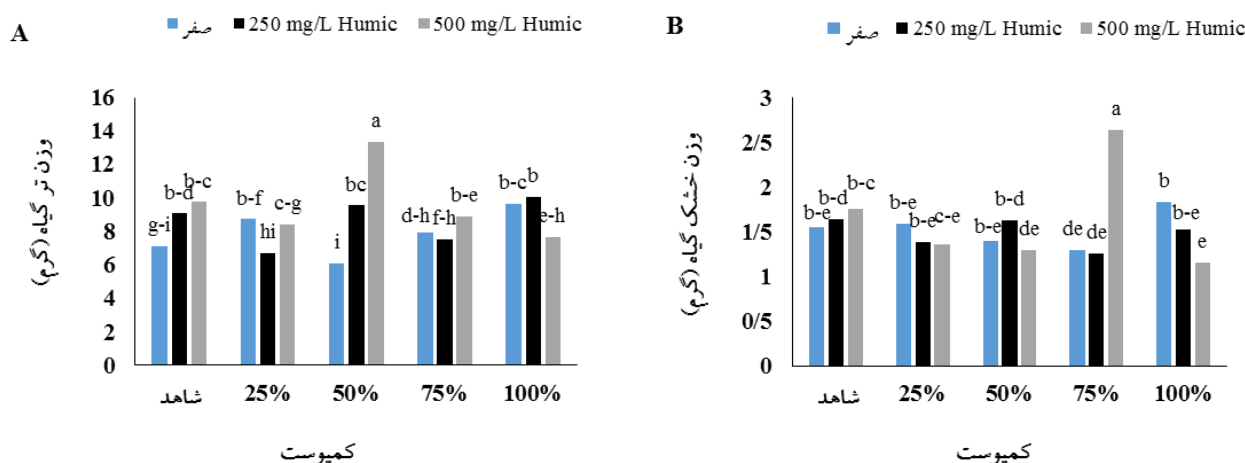 A
صفر 250 mg/L Humic 500 mg/L Humic
وزن تر گیاه (گرم)
16
14
12
10
8
6
4
2
0
g-i b-d b-c
b-f hi c-g
i bc a
d-h f-h b-e
b-c b e-h
شاهد 25% 50% 75% 100%
کمپوست
B
صفر 250 mg/L Humic 500 mg/L Humic
وزن خشک گیاه (گرم)
3
2/5
2
1/5
1
0/5
0
b-e b-d b-c
b-e b-e c-e
b-e b-d de
de de a
b b-e e
شاهد 25% 50% 75% 100%
کمپوست